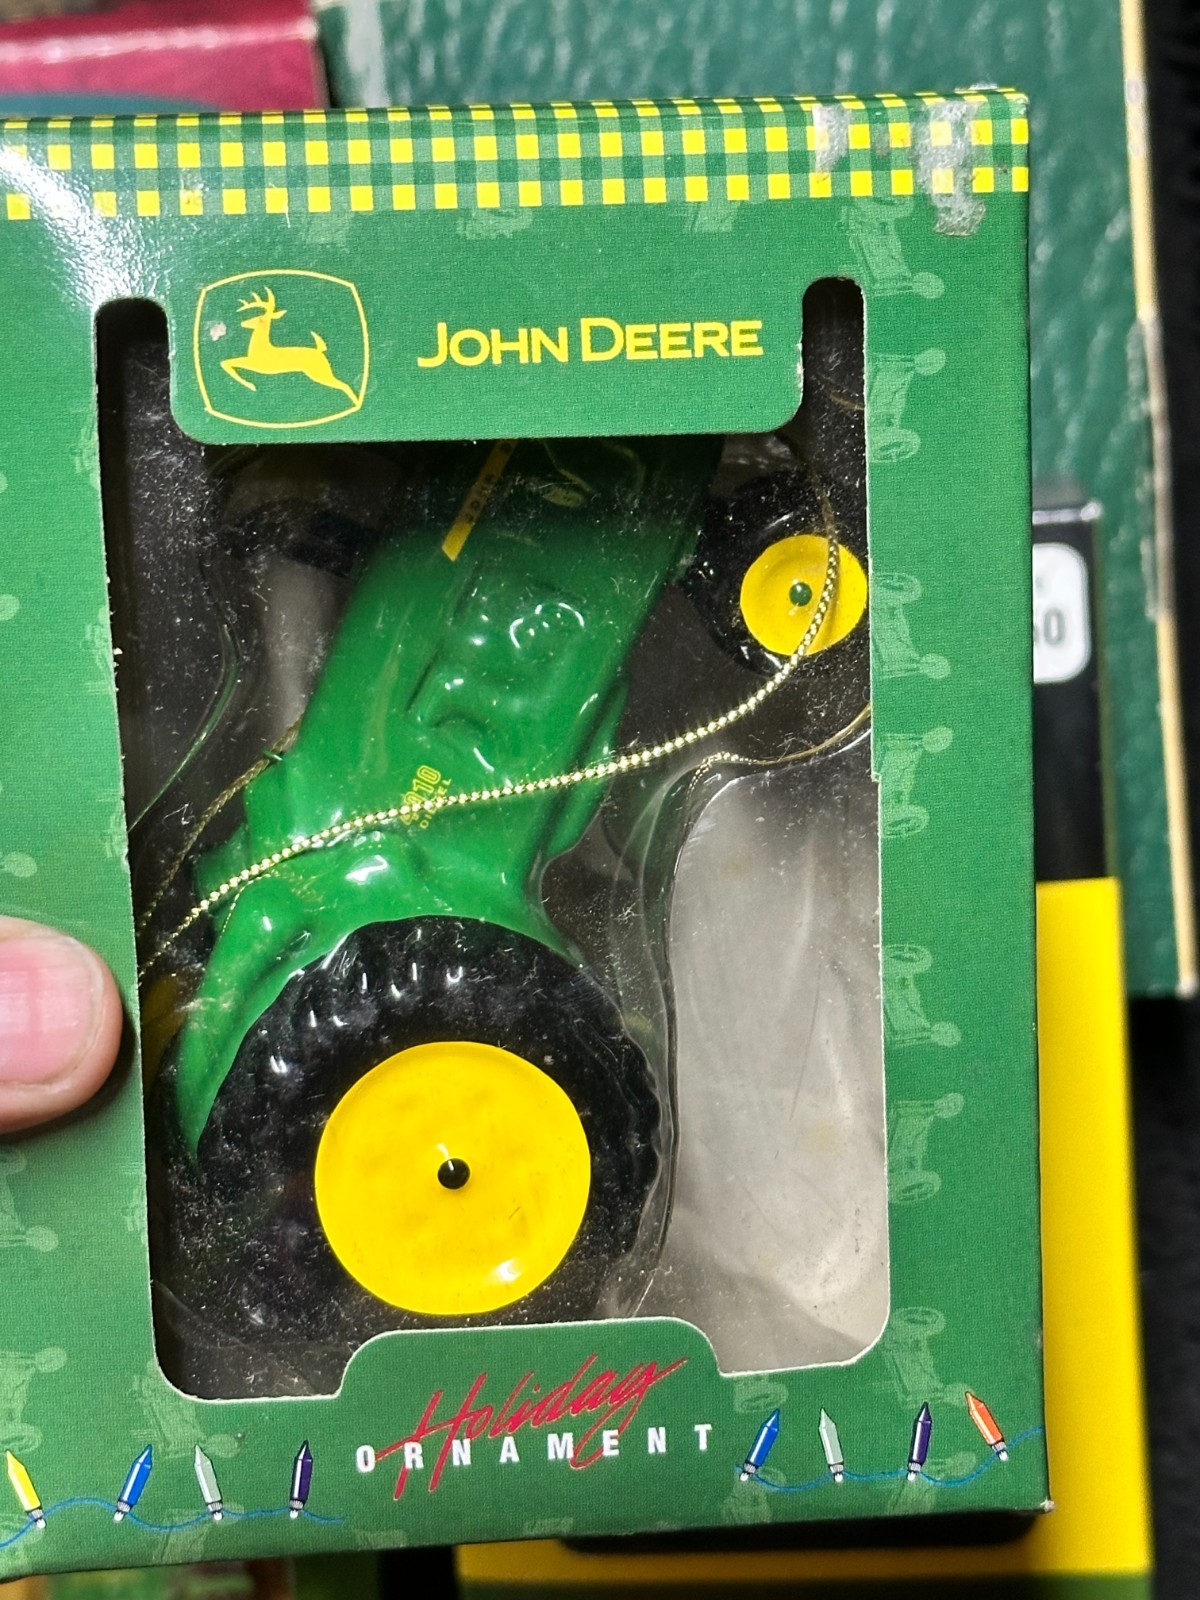 JOHN DEERE
DIESEL
Holiday
ORNAMENT